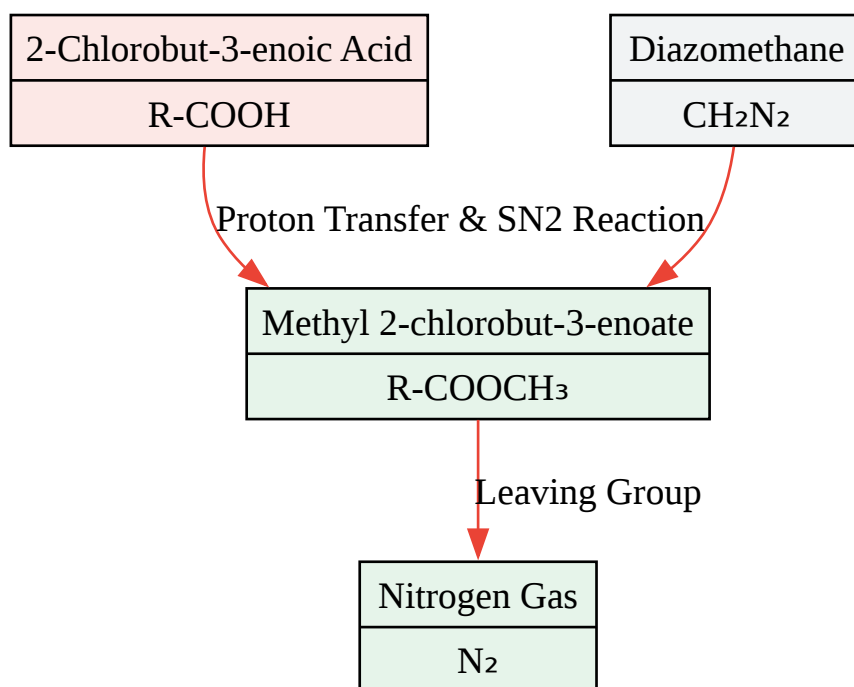 2-Chlorobut-3-enoic Acid
R-COOH
Diazomethane
CH₂N₂
Proton Transfer & SN2 Reaction
Methyl 2-chlorobut-3-enoate
R-COOCH₃
Leaving Group
Nitrogen Gas
N₂